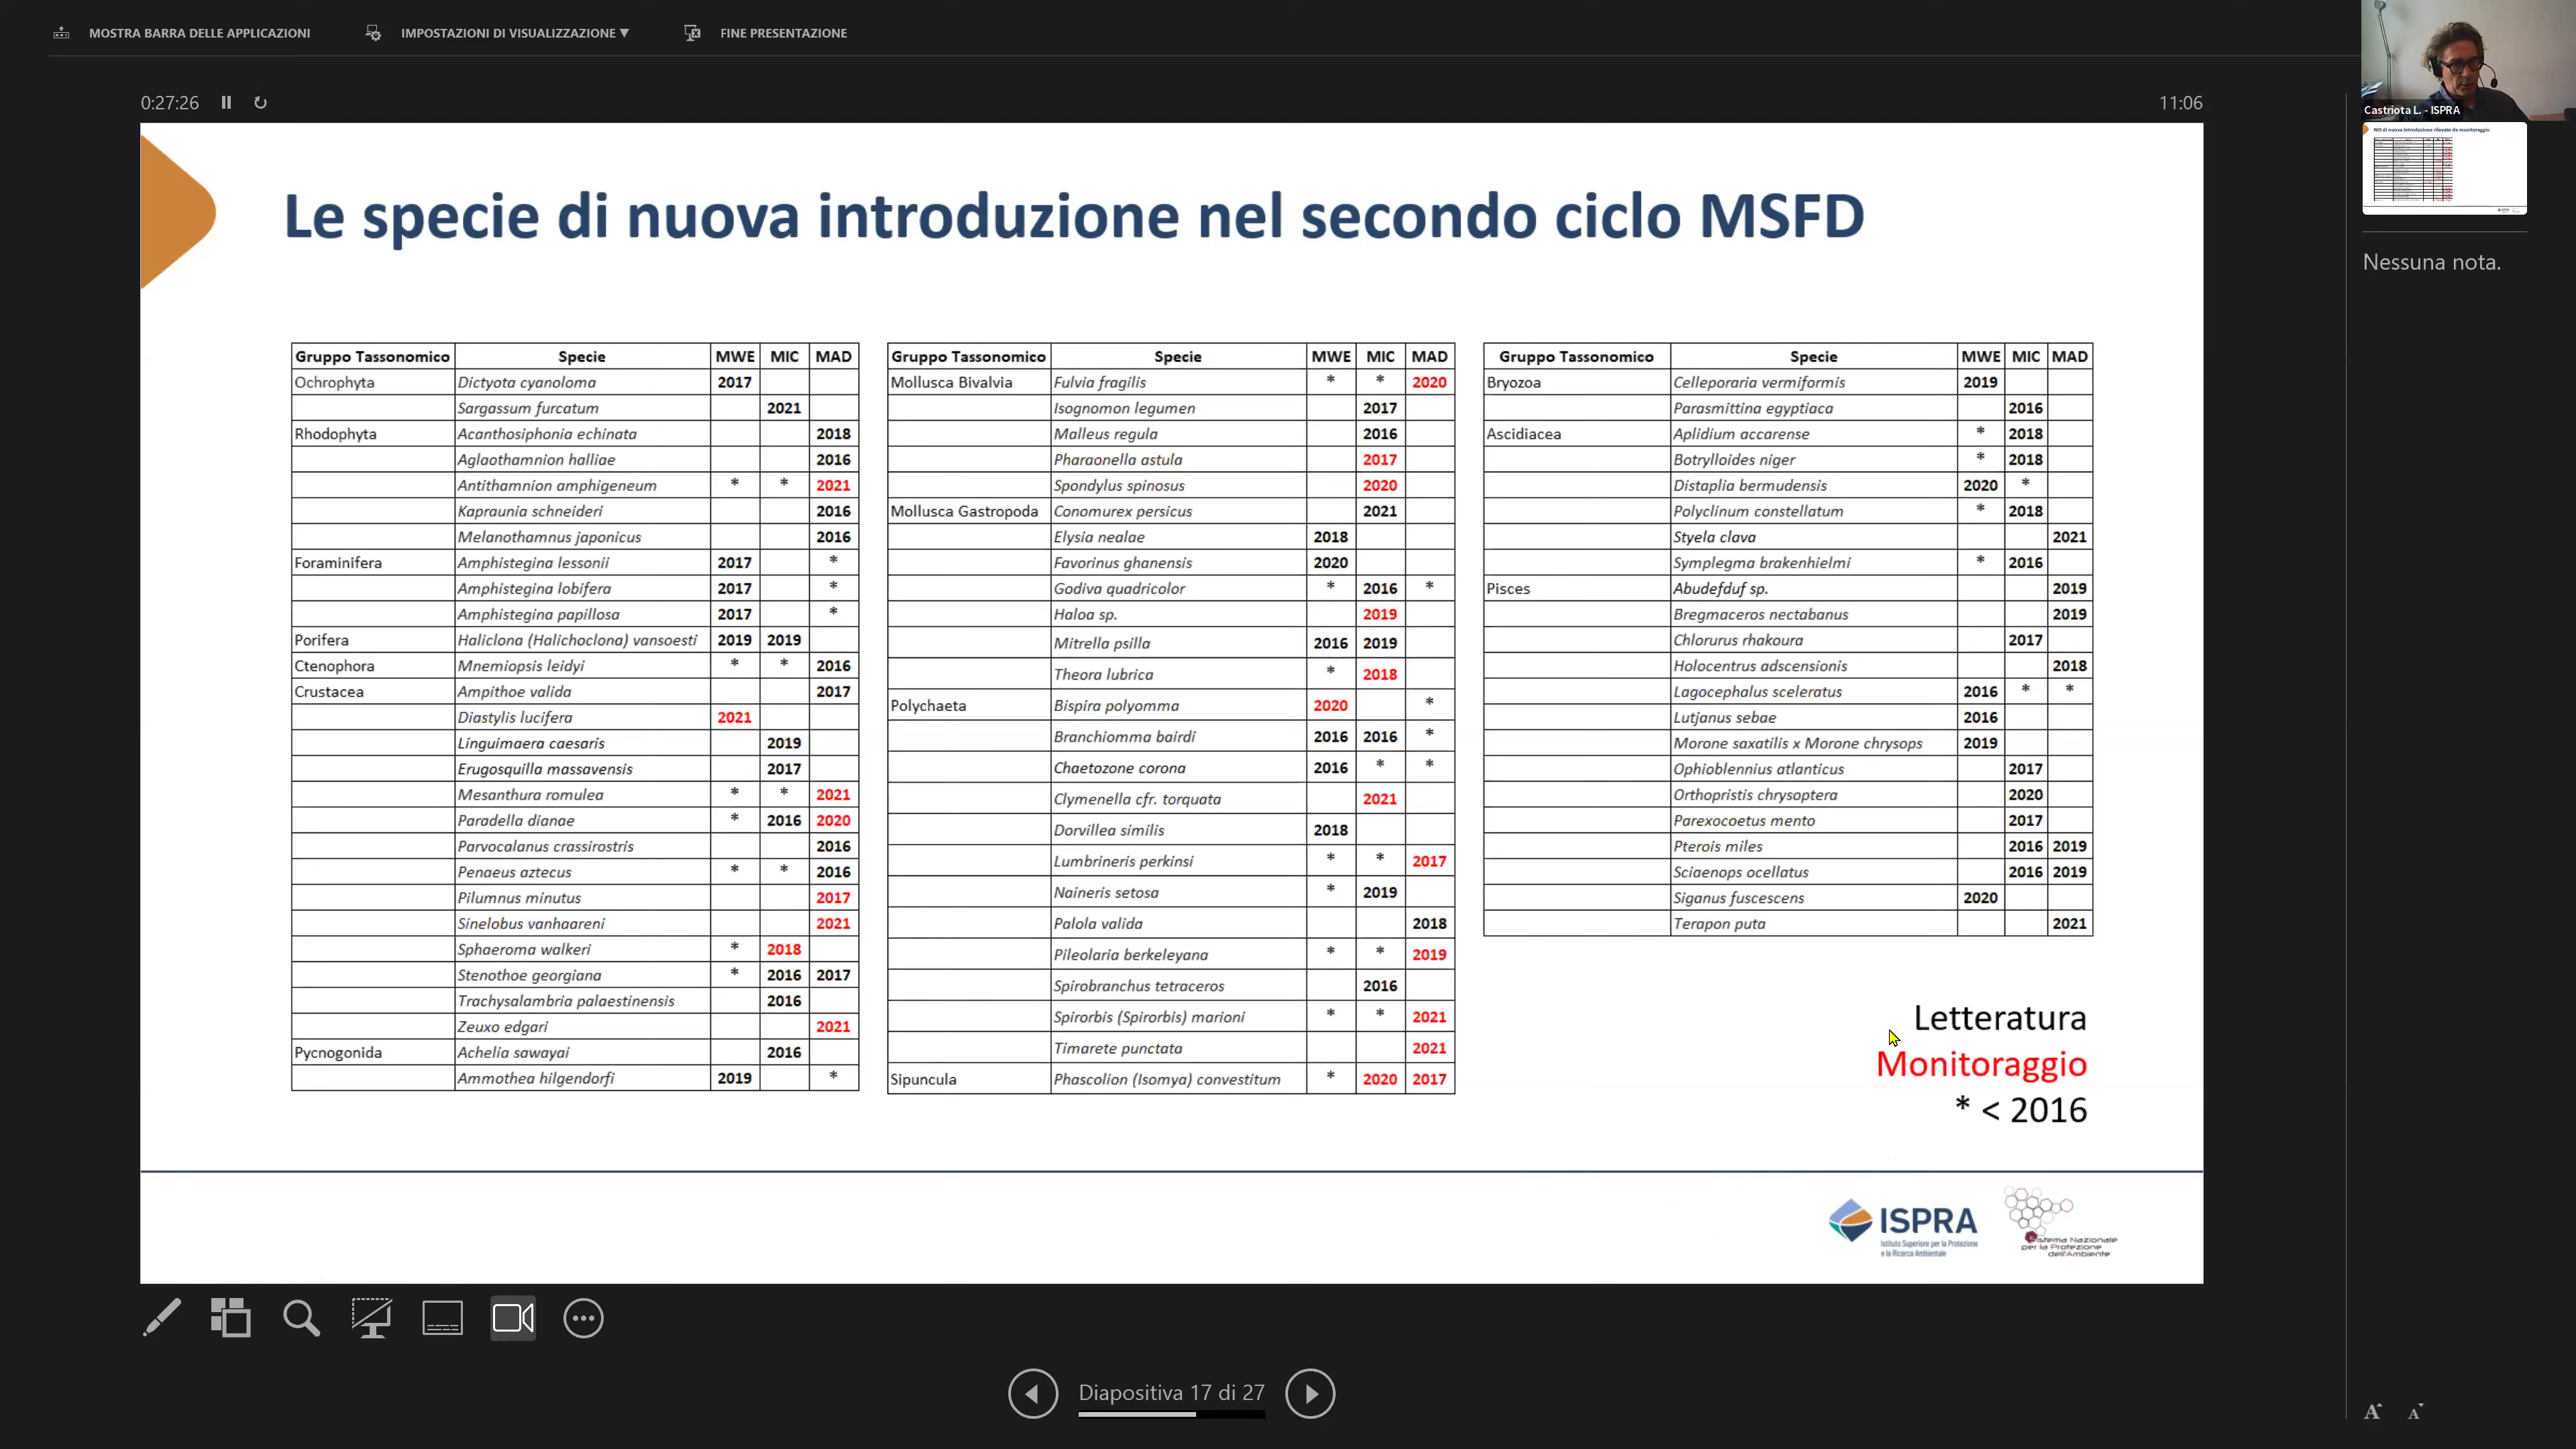 MOSTRA BARRA DELLE APPLICAZIONI IMPOSTAZIONI DI VISUALIZZAZIONE ▼ FINE PRESENTAZIONE
Castriota L. - ISPRA
0:27:26 11:06
NIS di nuova introduzione rilevate da monitoraggio
Nessuna nota.
Le specie di nuova introduzione nel secondo ciclo MSFD
Gruppo Tassonomico Specie MWE MIC MAD
Ochrophyta Dictyota cyanoloma 2017
Sargassum furcatum 2021
Rhodophyta Acanthosiphonia echinata 2018
Aglaothamnion halliae 2016
Antithamnion amphigeneum * * 2021
Kapraunia schneideri 2016
Melanothamnus japonicus 2016
Foraminifera Amphistegina lessonii 2017 *
Amphistegina lobifera 2017 *
Amphistegina papillosa 2017 *
Porifera Haliclona (Halichoclona) vansoesti 2019 2019
Ctenophora Mnemiopsis leidyi * * 2016
Crustacea Ampithoe valida 2017
Diastylis lucifera 2021
Linguimaera caesaris 2019
Erugosquilla massavensis 2017
Mesanthura romulea * * 2021
Paradella dianae * 2016 2020
Parvocalanus crassirostris 2016
Penaeus aztecus * * 2016
Pilumnus minutus 2017
Sinelobus vanhaareni 2021
Sphaeroma walkeri * 2018
Stenothoe georgiana * 2016 2017
Trachysalambria palaestinensis 2016
Zeuxo edgari 2021
Pycnogonida Achelia sawayai 2016
Ammothea hilgendorfi 2019 *
Gruppo Tassonomico Specie MWE MIC MAD
Mollusca Bivalvia Fulvia fragilis * * 2020
Isognomon legumen 2017
Malleus regula 2016
Pharaonella astula 2017
Spondylus spinosus 2020
Mollusca Gastropoda Conomurex persicus 2021
Elysia nealae 2018
Favorinus ghanensis 2020
Godiva quadricolor * 2016 *
Haloa sp. 2019
Mitrella psilla 2016 2019
Theora lubrica * 2018
Polychaeta Bispira polyomma 2020 *
Branchiomma bairdi 2016 2016 *
Chaetozone corona 2016 * *
Clymenella cfr. torquata 2021
Dorvillea similis 2018
Lumbrineris perkinsi * * 2017
Naineris setosa * 2019
Palola valida 2018
Pileolaria berkeleyana * * 2019
Spirobranchus tetraceros 2016
Spirorbis (Spirorbis) marioni * * 2021
Timarete punctata 2021
Sipuncula Phascolion (Isomya) convestitum * 2020 2017
Gruppo Tassonomico Specie MWE MIC MAD
Bryozoa Celleporaria vermiformis 2019
Parasmittina egyptiaca 2016
Ascidiacea Aplidium accarense * 2018
Botrylloides niger * 2018
Distaplia bermudensis 2020 *
Polyclinum constellatum * 2018
Styela clava 2021
Symplegma brakenhielmi * 2016
Pisces Abudefduf sp. 2019
Bregmaceros nectabanus 2019
Chlorurus rhakoura 2017
Holocentrus adscensionis 2018
Lagocephalus sceleratus 2016 * *
Lutjanus sebae 2016
Morone saxatilis x Morone chrysops 2019
Ophioblennius atlanticus 2017
Orthopristis chrysoptera 2020
Parexocoetus mento 2017
Pterois miles 2016 2019
Sciaenops ocellatus 2016 2019
Siganus fuscescens 2020
Terapon puta 2021
Letteratura
Monitoraggio
* < 2016
ISPRA
Istituto Superiore per la Protezione
e la Ricerca Ambientale
Sistema Nazionale
per la Protezione
dell'Ambiente
Diapositiva 17 di 27
A A